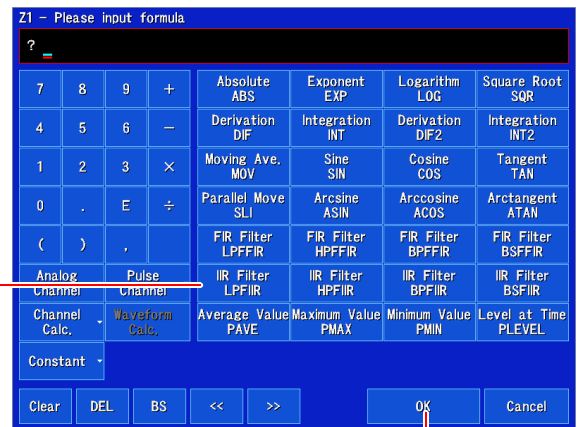 Z1 - Please input formula
?
7 8 9 + Absolute Exponent Logarithm Square Root
ABS EXP LOG SQR
4 5 6 － Derivation Integration Derivation Integration
DIF INT DIF2 INT2
1 2 3 × Moving Ave. Sine Cosine Tangent
MOV SIN COS TAN
0 . E ÷ Parallel Move Arcsine Arccosine Arctangent
SLI ASIN ACOS ATAN
( ) , FIR Filter FIR Filter FIR Filter FIR Filter
LPFFIR HPFFIR BPFFIR BSFFIR
Analog Pulse IIR Filter IIR Filter IIR Filter IIR Filter
Channel Channel LPFIIR HPFIIR BPFIIR BSFIIR
Channel Waveform Average Value Maximum Value Minimum Value Level at Time
Calc. Calc. PAVE PMAX PMIN PLEVEL
Constant
Clear DEL BS << >> OK Cancel